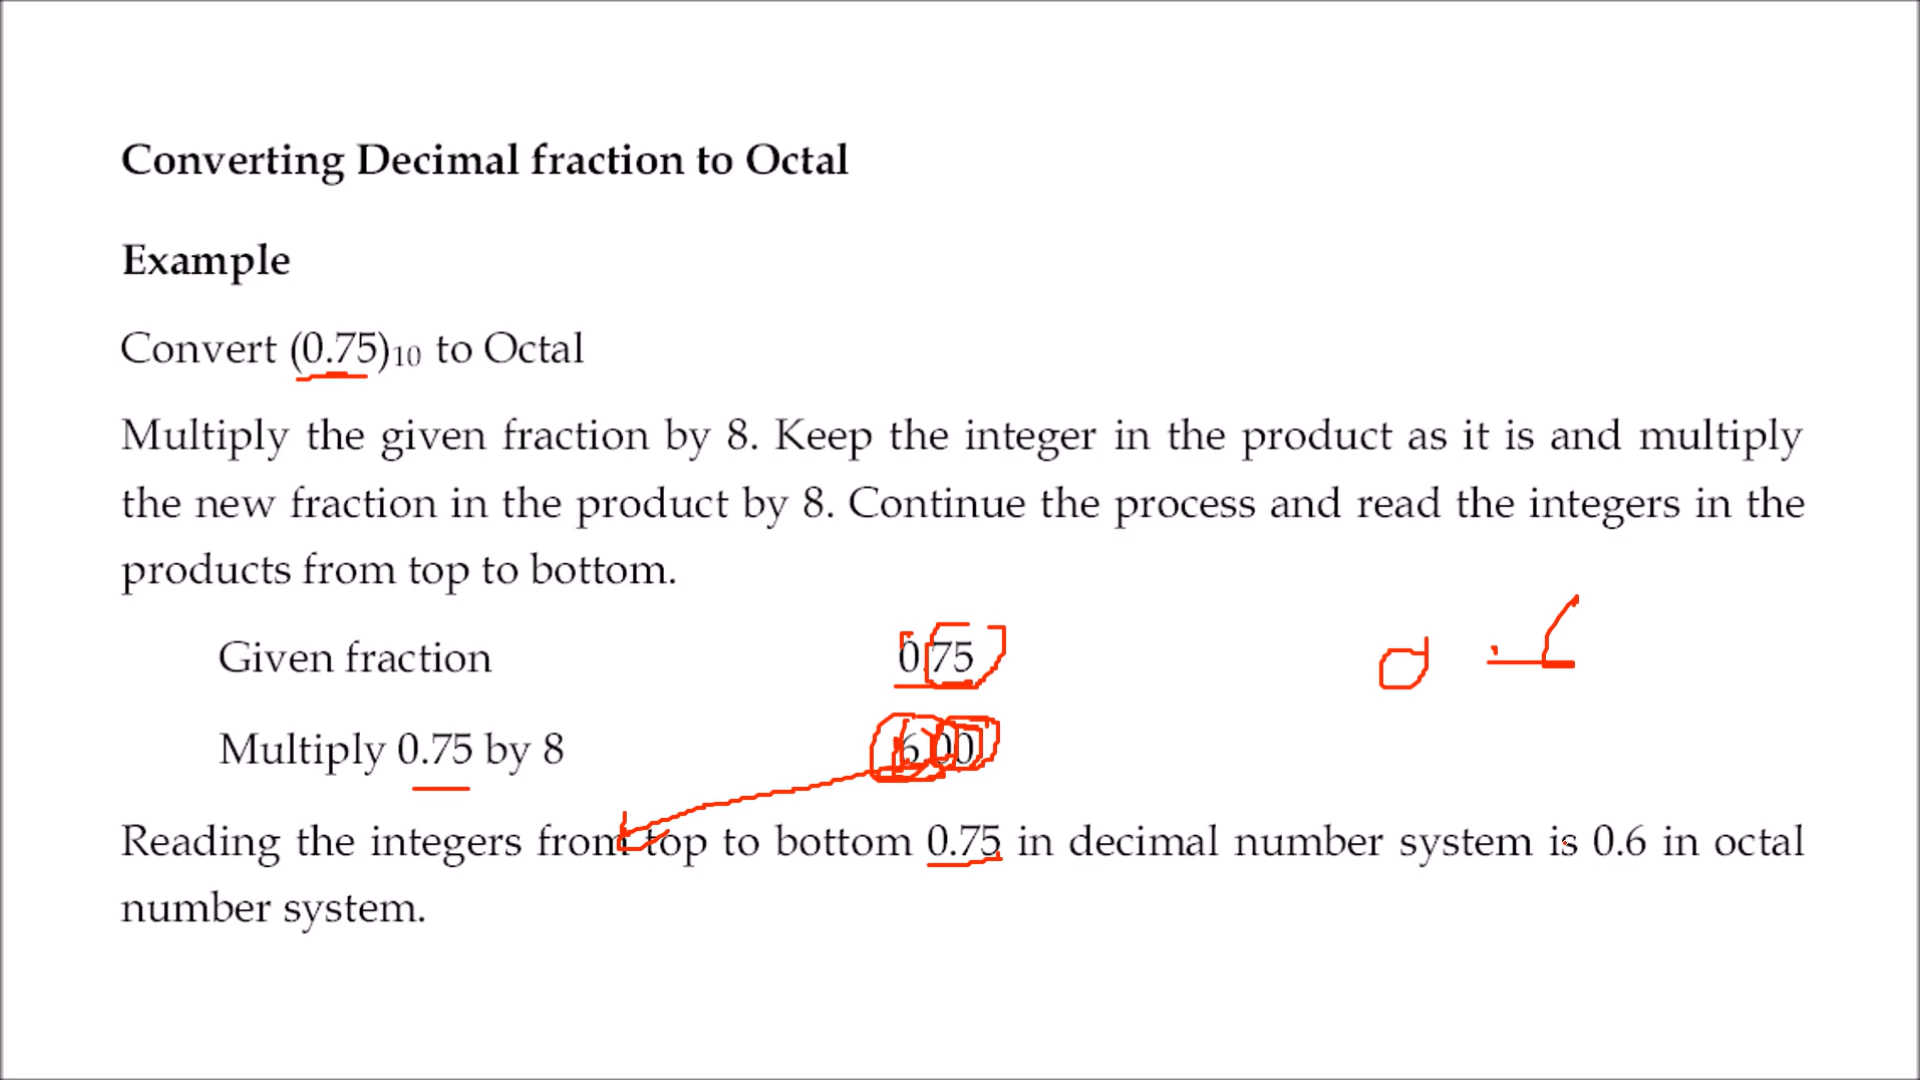 Converting Decimal fraction to Octal
Example
Convert (0.75)₁₀ to Octal
Multiply the given fraction by 8. Keep the integer in the product as it is and multiply
the new fraction in the product by 8. Continue the process and read the integers in the
products from top to bottom.
Given fraction 0.75
Multiply 0.75 by 8 6.00
Reading the integers from top to bottom 0.75 in decimal number system is 0.6 in octal
number system.